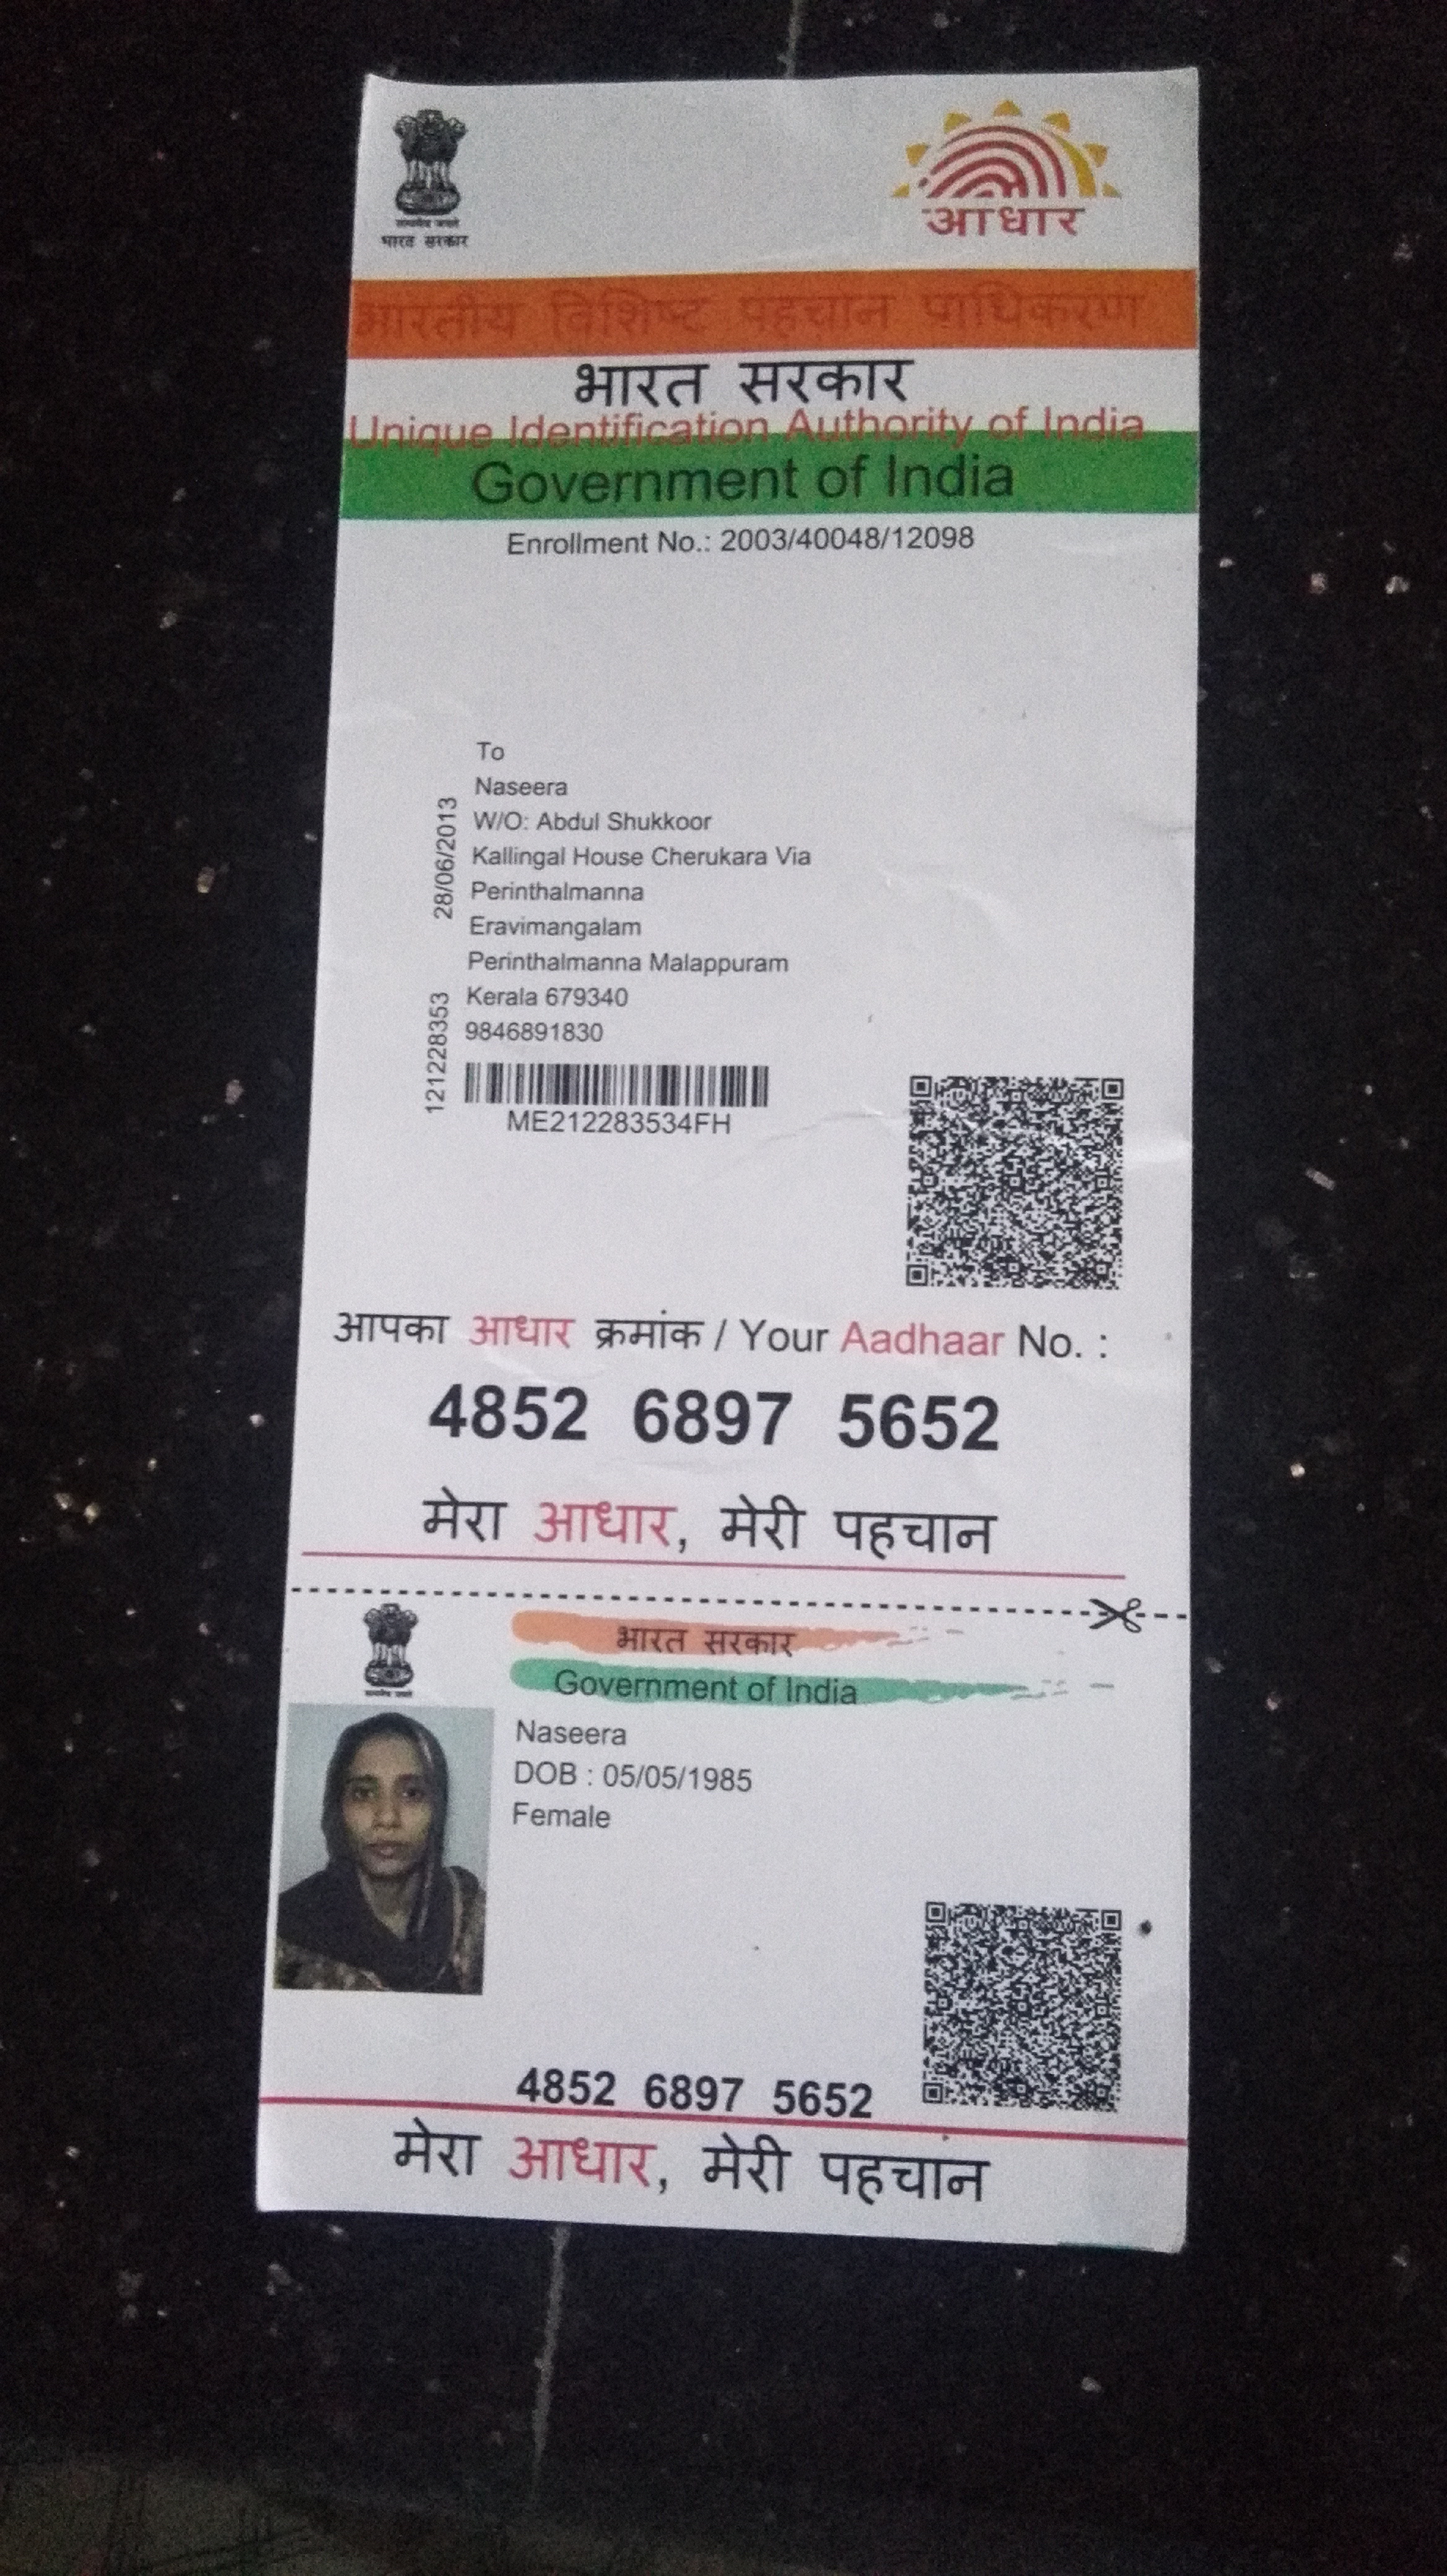 सत्यमेव जयते
भारत सरकार
आधार
भारतीय विशिष्ट पहचान प्राधिकरण
भारत सरकार
Unique Identification Authority of India
Government of India
Enrollment No.: 2003/40048/12098
To
Naseera
W/O: Abdul Shukkoor
Kallingal House Cherukara Via
Perinthalmanna
Eravimangalam
Perinthalmanna Malappuram
Kerala 679340
9846891830
28/06/2013
121228353
ME212283534FH
आपका आधार क्रमांक / Your Aadhaar No. :
4852 6897 5652
मेरा आधार, मेरी पहचान
भारत सरकार
Government of India
Naseera
DOB : 05/05/1985
Female
4852 6897 5652
मेरा आधार, मेरी पहचान